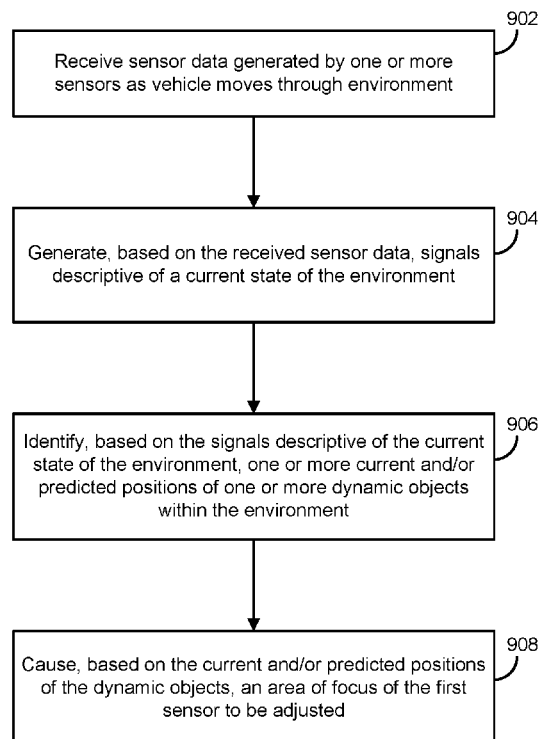 902
Receive sensor data generated by one or more
sensors as vehicle moves through environment
904
Generate, based on the received sensor data, signals
descriptive of a current state of the environment
906
Identify, based on the signals descriptive of the current
state of the environment, one or more current and/or
predicted positions of one or more dynamic objects
within the environment
908
Cause, based on the current and/or predicted positions
of the dynamic objects, an area of focus of the first
sensor to be adjusted